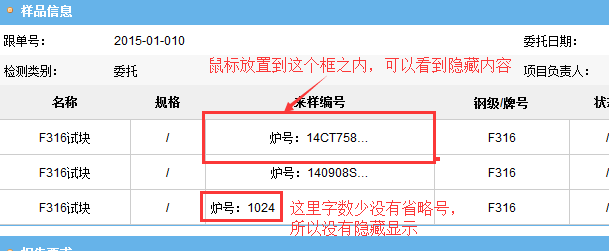 样品信息
跟单号： 2015-01-010 委托日期：
鼠标放置到这个框之内，可以看到隐藏内容
检测类别： 委托 项目负责人：
名称 规格 来样编号 钢级/牌号 状态
F316试块 / 炉号：14CT758... F316
F316试块 / 炉号：140908S... F316
F316试块 / 炉号：1024 F316
这里字数少没有省略号，
所以没有隐藏显示